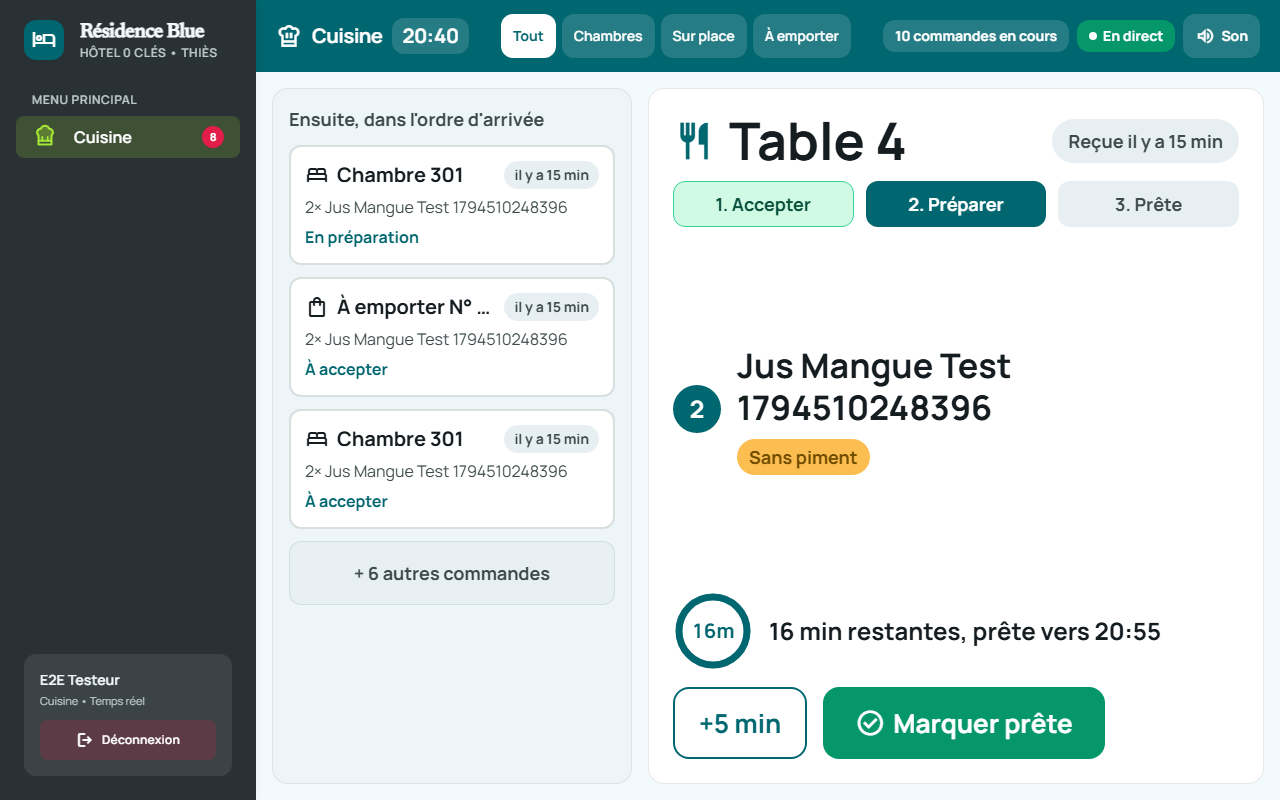 Résidence Blue
HÔTEL 0 CLÉS • THIÈS
MENU PRINCIPAL
Cuisine
8
E2E Testeur
Cuisine • Temps réel
Déconnexion
Cuisine
20:40
Tout
Chambres
Sur place
À emporter
10 commandes en cours
En direct
Son
Ensuite, dans l'ordre d'arrivée
Chambre 301
il y a 15 min
2× Jus Mangue Test 1794510248396
En préparation
À emporter N° ...
il y a 15 min
2× Jus Mangue Test 1794510248396
À accepter
Chambre 301
il y a 15 min
2× Jus Mangue Test 1794510248396
À accepter
+ 6 autres commandes
Table 4
Reçue il y a 15 min
1. Accepter
2. Préparer
3. Prête
2
Jus Mangue Test
1794510248396
Sans piment
16m
16 min restantes, prête vers 20:55
+5 min
Marquer prête